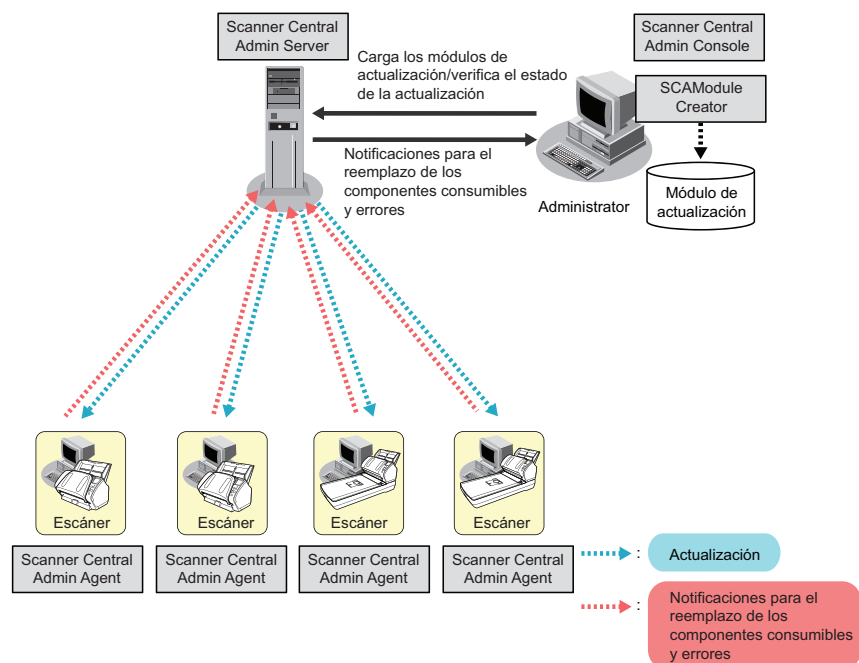 Scanner Central
Admin Server
Scanner Central
Admin Console
Carga los módulos de
actualización/verifica el estado
de la actualización
SCAModule
Creator
Notificaciones para el
reemplazo de los
componentes consumibles
y errores
Administrator
Módulo de
actualización
Escáner
Escáner
Escáner
Escáner
Scanner Central
Admin Agent
Scanner Central
Admin Agent
Scanner Central
Admin Agent
Scanner Central
Admin Agent
: Actualización
: Notificaciones para el
reemplazo de los
componentes consumibles
y errores